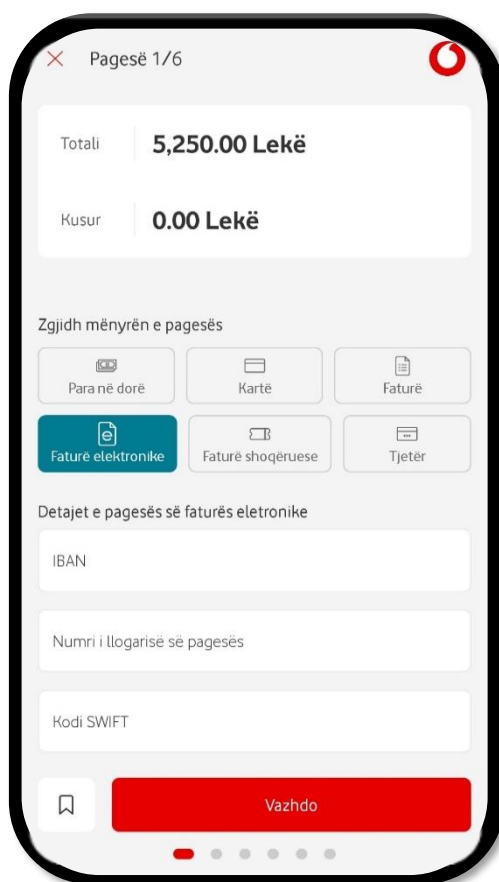 Pagesë 1/6
Totali 5,250.00 Lekë
Kusur 0.00 Lekë
Zgjidh mënyrën e pagesës
Para në dorë Kartë Faturë
Faturë elektronike Faturë shoqëruese Tjetër
Detajet e pagesës së faturës eletronike
IBAN
Numri i llogarisë së pagesës
Kodi SWIFT
Vazhdo